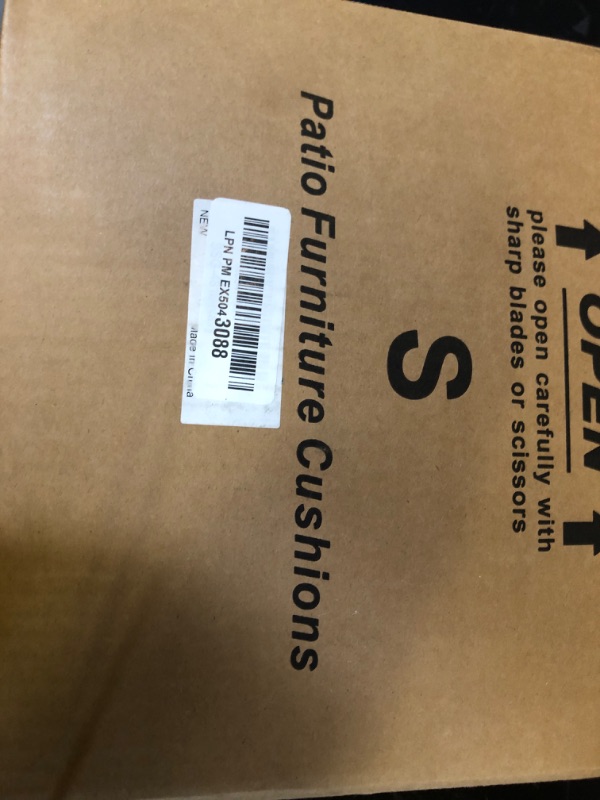 OPEN
please open carefully with
sharp blades or scissors
S
Patio Furniture Cushions
LPN PM EX5043088
NEW
Made in China